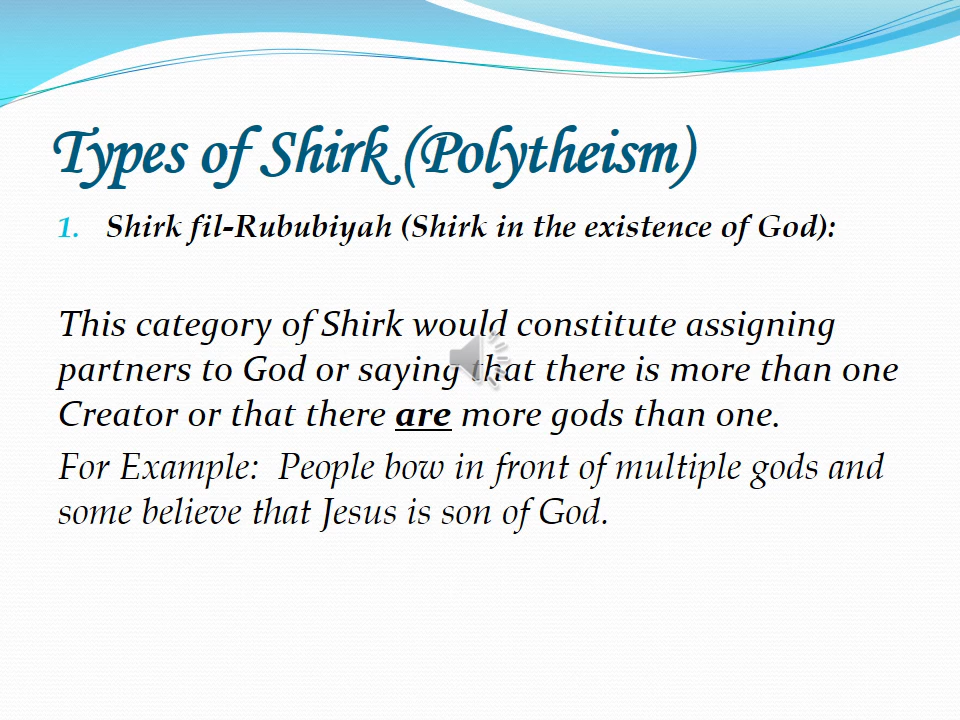 Types of Shirk (Polytheism)
1. Shirk fil-Rububiyah (Shirk in the existence of God):
This category of Shirk would constitute assigning
partners to God or saying that there is more than one
Creator or that there are more gods than one.
For Example: People bow in front of multiple gods and
some believe that Jesus is son of God.